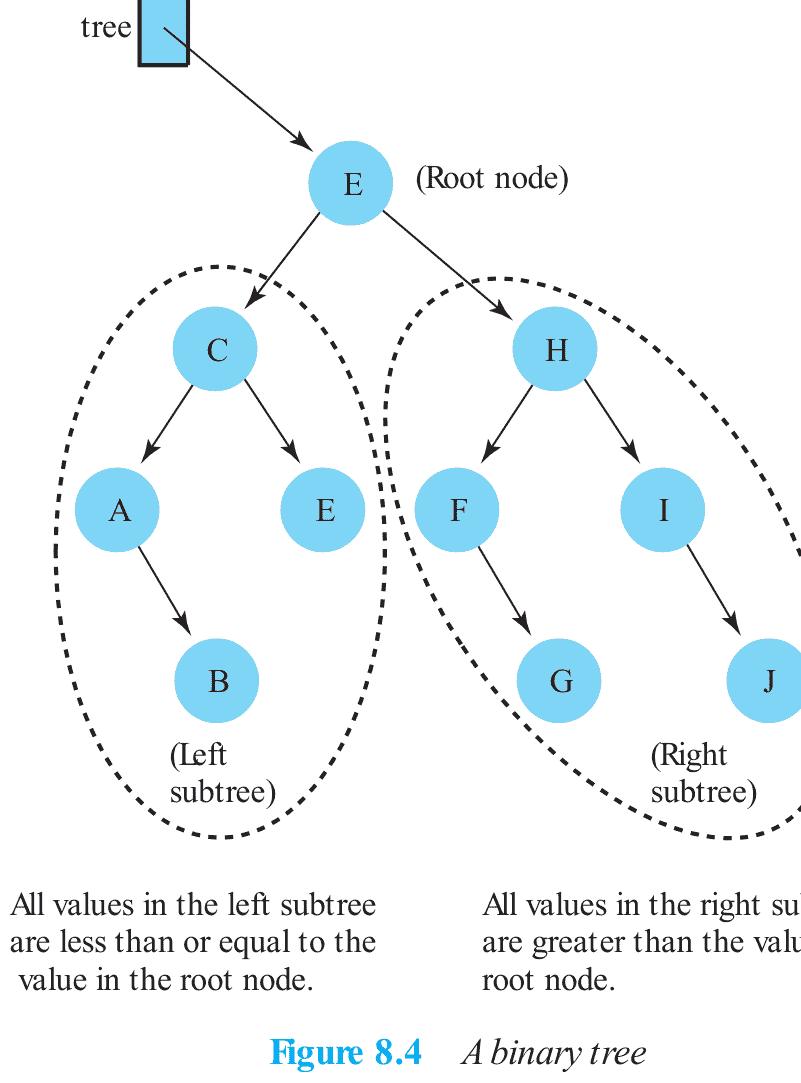 tree
E
(Root node)
C
H
A
E
F
I
B
G
J
(Left
subtree)
(Right
subtree)
All values in the left subtree
are less than or equal to the
value in the root node.
All values in the right
are greater than the
root node.
Figure 8.4 A binary tree